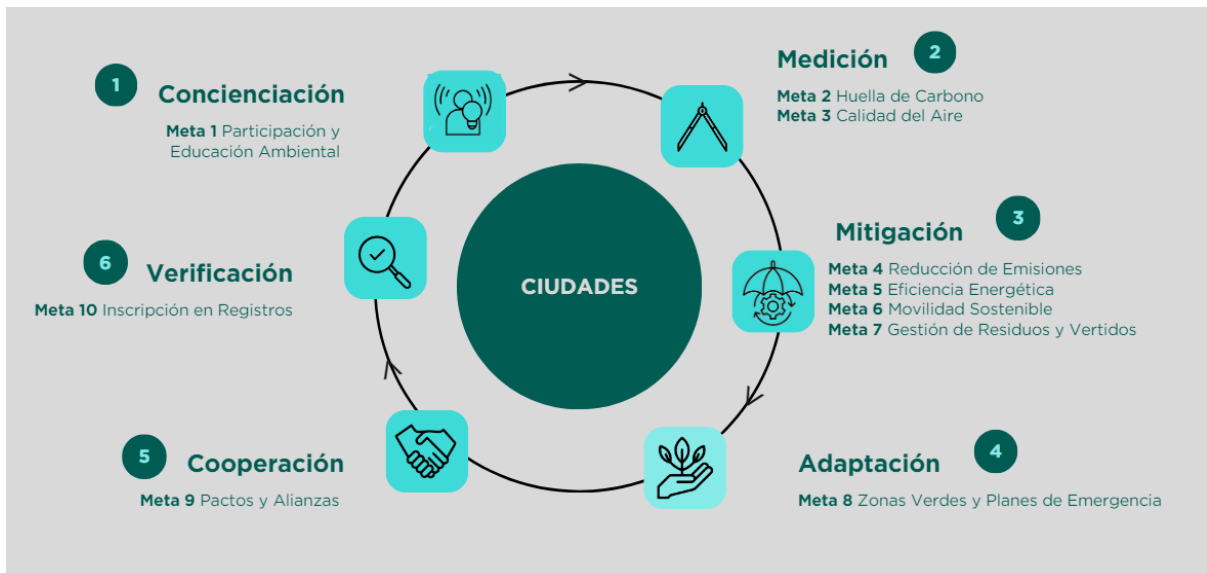 1
Concienciación
Meta 1 Participación y
Educación Ambiental
2
Medición
Meta 2 Huella de Carbono
Meta 3 Calidad del Aire
3
Mitigación
Meta 4 Reducción de Emisiones
Meta 5 Eficiencia Energética
Meta 6 Movilidad Sostenible
Meta 7 Gestión de Residuos y Vertidos
4
Adaptación
Meta 8 Zonas Verdes y Planes de Emergencia
5
Cooperación
Meta 9 Pactos y Alianzas
6
Verificación
Meta 10 Inscripción en Registros
CIUDADES